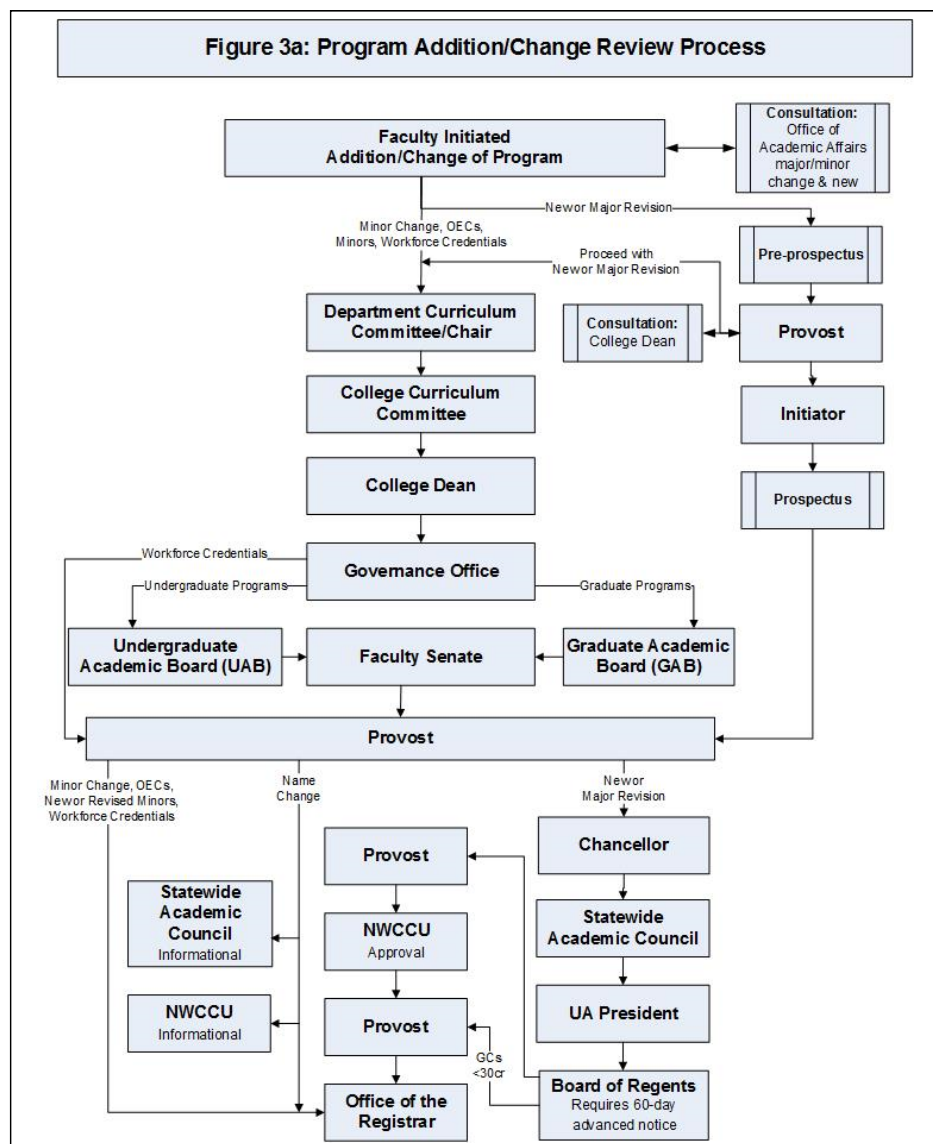 Figure 3a: Program Addition/Change Review Process
Faculty Initiated
Addition/Change of Program
Consultation:
Office of
Academic Affairs
major/minor
change & new
Minor Change, OECs,
Minors, Workforce Credentials
Newor Major Revision
Pre-prospectus
Proceed with
Newor Major Revision
Department Curriculum
Committee/Chair
Consultation:
College Dean
Provost
College Curriculum
Committee
Initiator
College Dean
Prospectus
Workforce Credentials
Governance Office
Undergraduate Programs
Graduate Programs
Undergraduate
Academic Board (UAB)
Faculty Senate
Graduate Academic
Board (GAB)
Provost
Minor Change, OECs,
Newor Revised Minors,
Workforce Credentials
Name
Change
Newor
Major Revision
Provost
Chancellor
Statewide
Academic
Council
Informational
NWCCU
Approval
Statewide
Academic Council
NWCCU
Informational
Provost
UA President
GCs
<30cr
Office of the
Registrar
Board of Regents
Requires 60-day
advanced notice